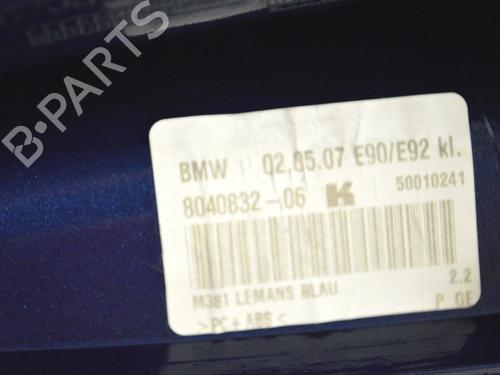 B-PARTS
BMW 02.05.07 E90/E92 kl.
8040832-06 K 50010241
M381 LEMANS BLAU 2.2
>PC+ABS< P GF